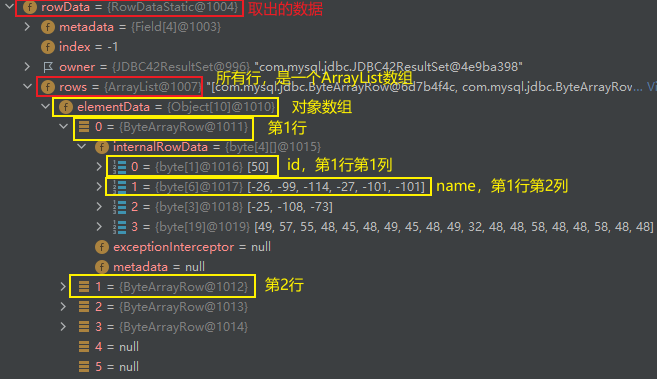 rowData = {RowDataStatic@1004} 取出的数据
metadata = {Field[4]@1003}
index = -1
owner = {JDBC42ResultSet@996} "com.mysql.jdbc.JDBC42ResultSet@4e9ba398"
rows = {ArrayList@1007} 所有行，是一个ArrayList数组 "[com.mysql.jdbc.ByteArrayRow@6d7b4f4c, com.mysql.jdbc.ByteArrayRow...
elementData = {Object[10]@1010} 对象数组
0 = {ByteArrayRow@1011} 第1行
internalRowData = {byte[4][]@1015}
0 = {byte[1]@1016} [50] id，第1行第1列
1 = {byte[6]@1017} [-26, -99, -114, -27, -101, -101] name，第1行第2列
2 = {byte[3]@1018} [-25, -108, -73]
3 = {byte[19]@1019} [49, 57, 55, 48, 45, 48, 49, 45, 48, 49, 32, 48, 48, 58, 48, 48, 58, 48, 48]
exceptionInterceptor = null
metadata = null
1 = {ByteArrayRow@1012} 第2行
2 = {ByteArrayRow@1013}
3 = {ByteArrayRow@1014}
4 = null
5 = null